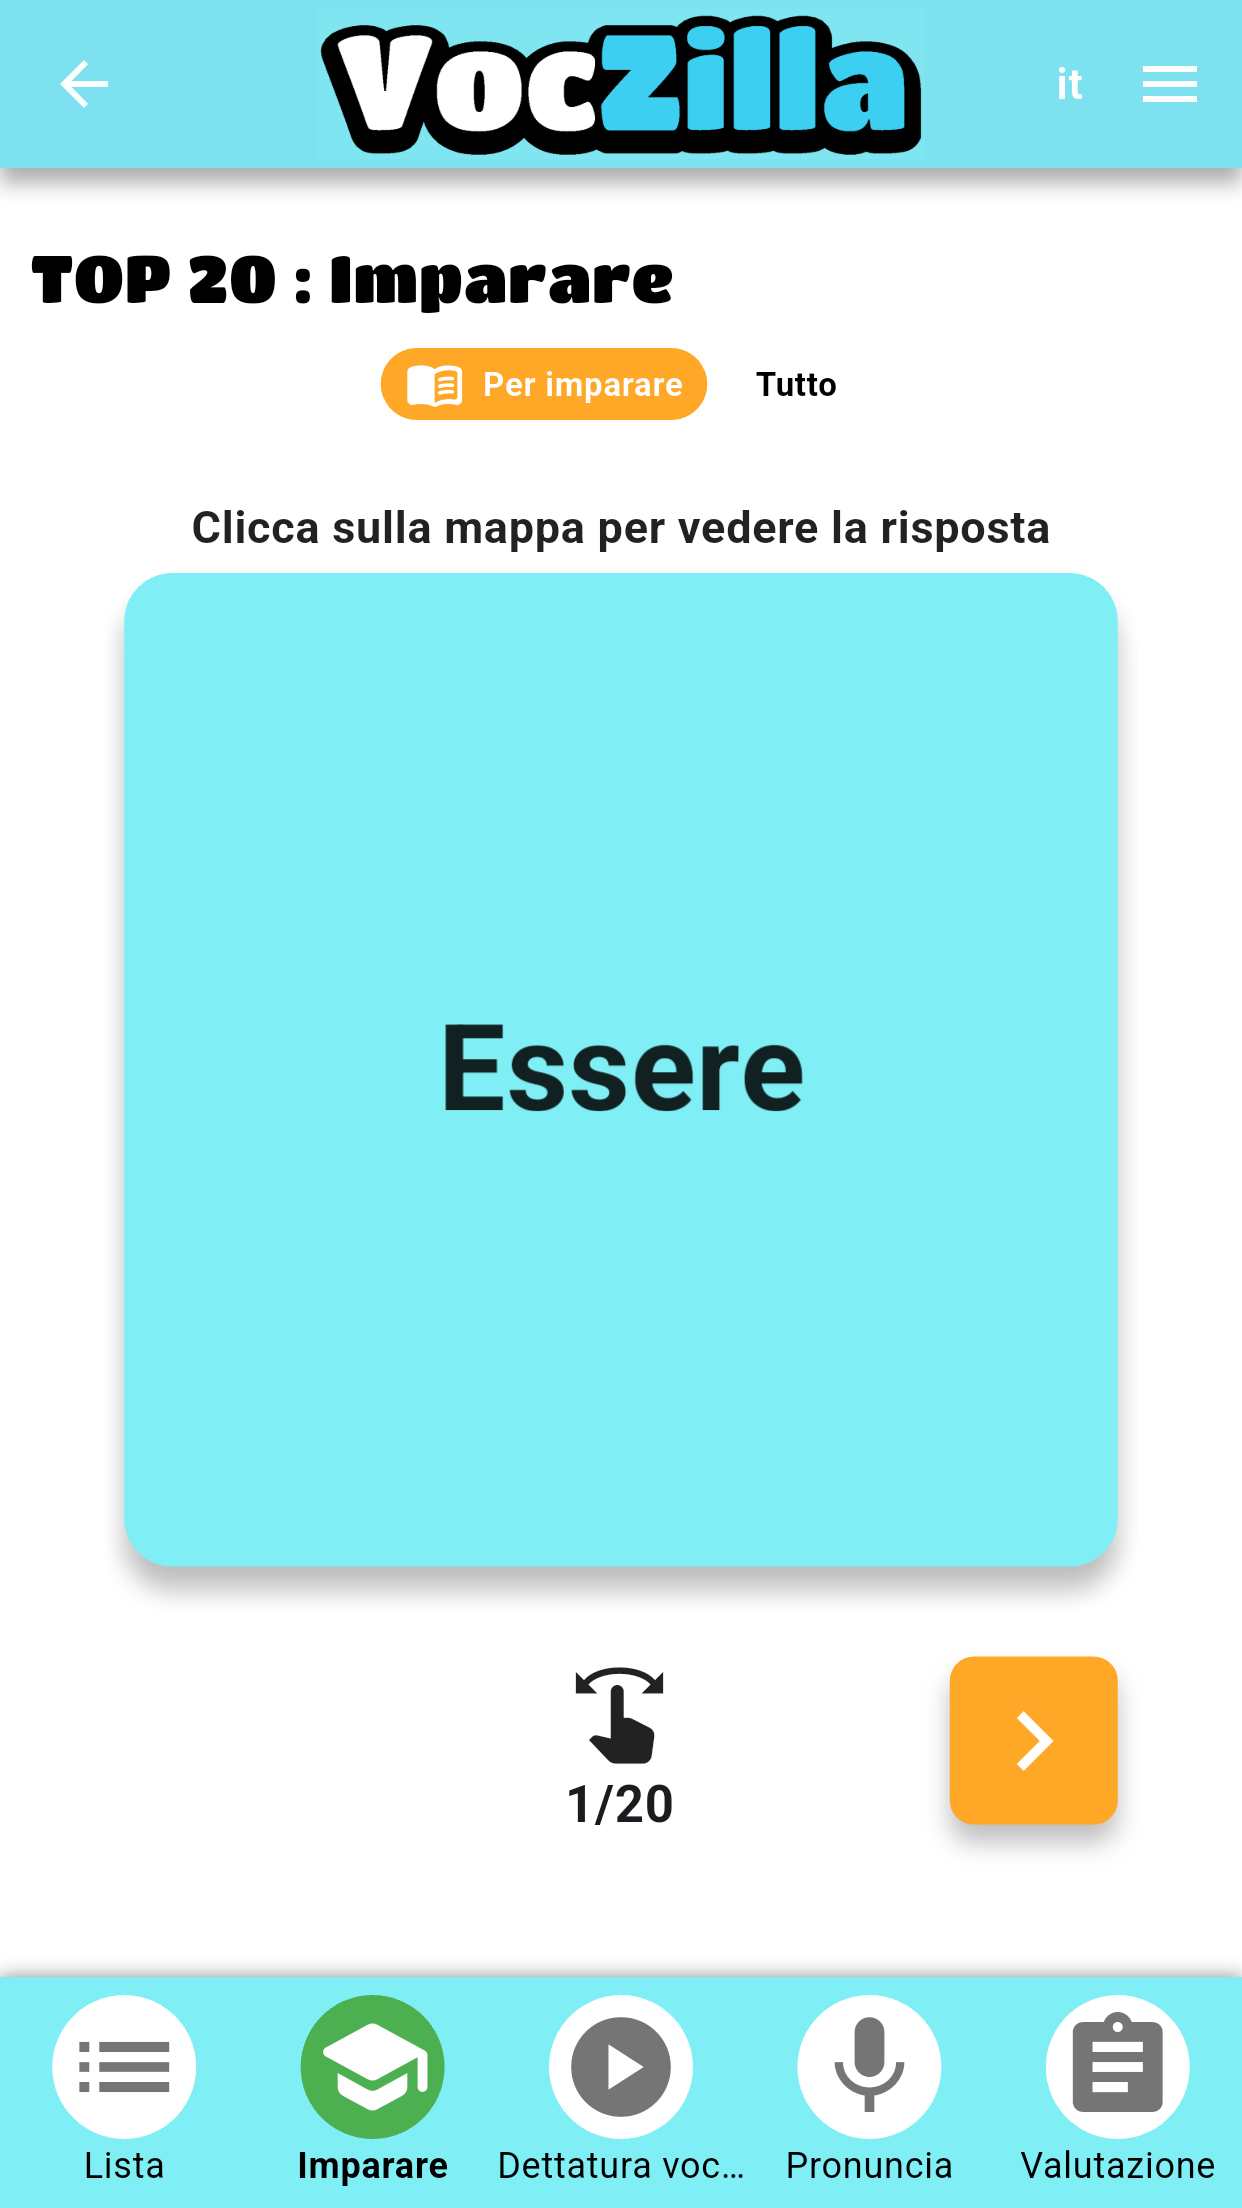 VocZilla
it
TOP 20 : Imparare
Per imparare
Tutto
Clicca sulla mappa per vedere la risposta
Essere
1/20
Lista
Imparare
Dettatura voc...
Pronuncia
Valutazione